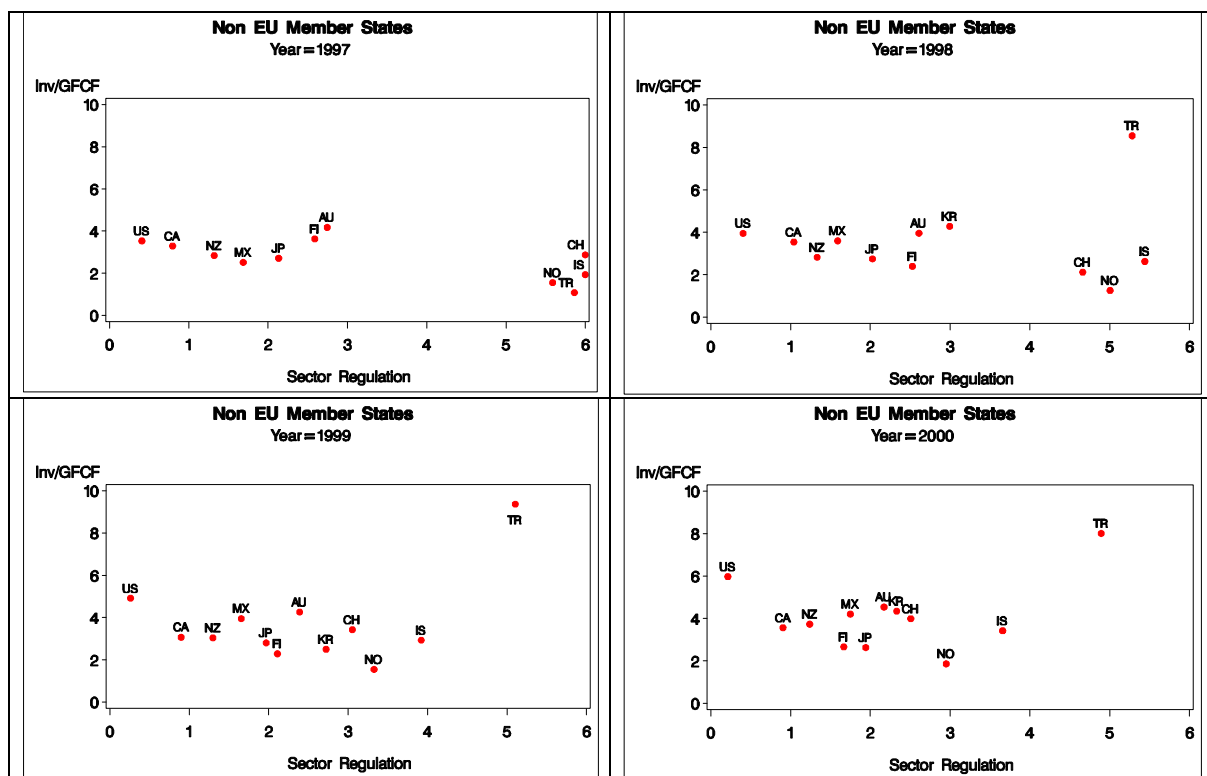 Non EU Member States
Year=1997
Inv/GFCF
10
8
6
4
2
0
US
CA
NZ
MX
JP
FI
AU
NO
TR
CH
IS
0 1 2 3 4 5 6
Sector Regulation
Non EU Member States
Year=1998
Inv/GFCF
10
8
6
4
2
0
US
CA
NZ
MX
JP
FI
AU
KR
CH
NO
TR
IS
0 1 2 3 4 5 6
Sector Regulation
Non EU Member States
Year=1999
Inv/GFCF
10
8
6
4
2
0
US
CA
NZ
MX
JP
FI
AU
KR
CH
NO
IS
TR
0 1 2 3 4 5 6
Sector Regulation
Non EU Member States
Year=2000
Inv/GFCF
10
8
6
4
2
0
US
CA
NZ
FI
MX
JP
AU
KR
CH
NO
IS
TR
0 1 2 3 4 5 6
Sector Regulation